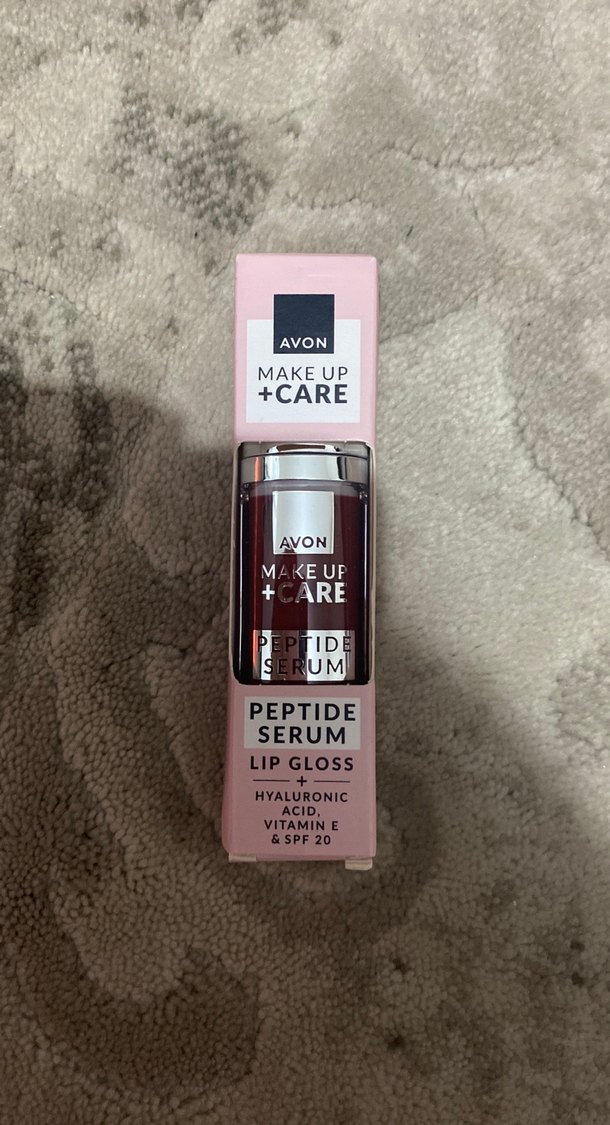 AVON
MAKE UP
+CARE
AVON
MAKE UP
+CARE
PEPTIDE
SERUM
PEPTIDE
SERUM
LIP GLOSS
+
HYALURONIC
ACID,
VITAMIN E
& SPF 20